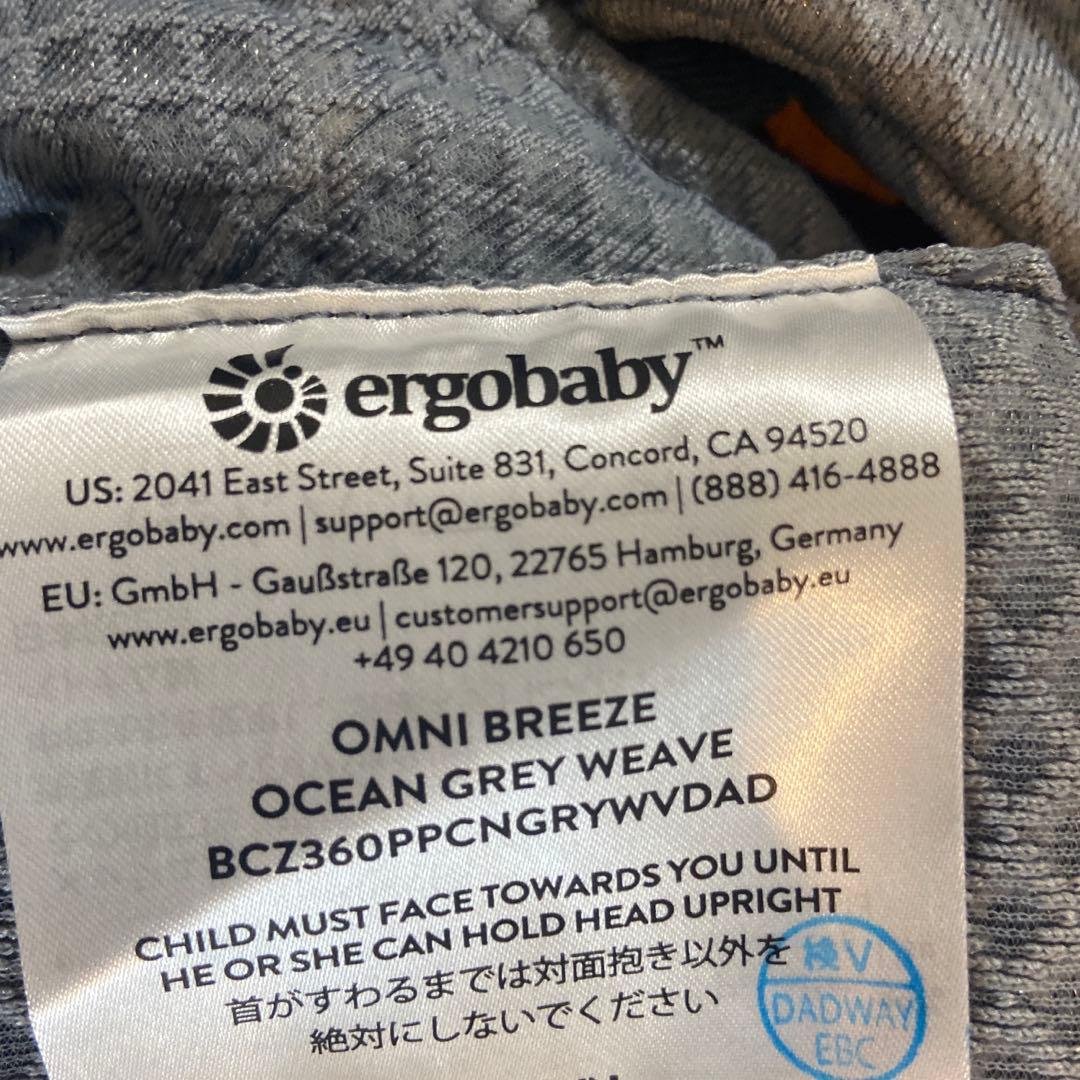 ergobaby™
US: 2041 East Street, Suite 831, Concord, CA 94520
www.ergobaby.com | support@ergobaby.com | (888) 416-4888
EU: GmbH - Gaußstraße 120, 22765 Hamburg, Germany
www.ergobaby.eu | customersupport@ergobaby.eu
+49 40 4210 650
OMNI BREEZE
OCEAN GREY WEAVE
BCZ360PPCNGRYWVDAD
CHILD MUST FACE TOWARDS YOU UNTIL
HE OR SHE CAN HOLD HEAD UPRIGHT
首がすわるまでは対面抱き以外を
絶対にしないでください
検V
DADWAY
EBC